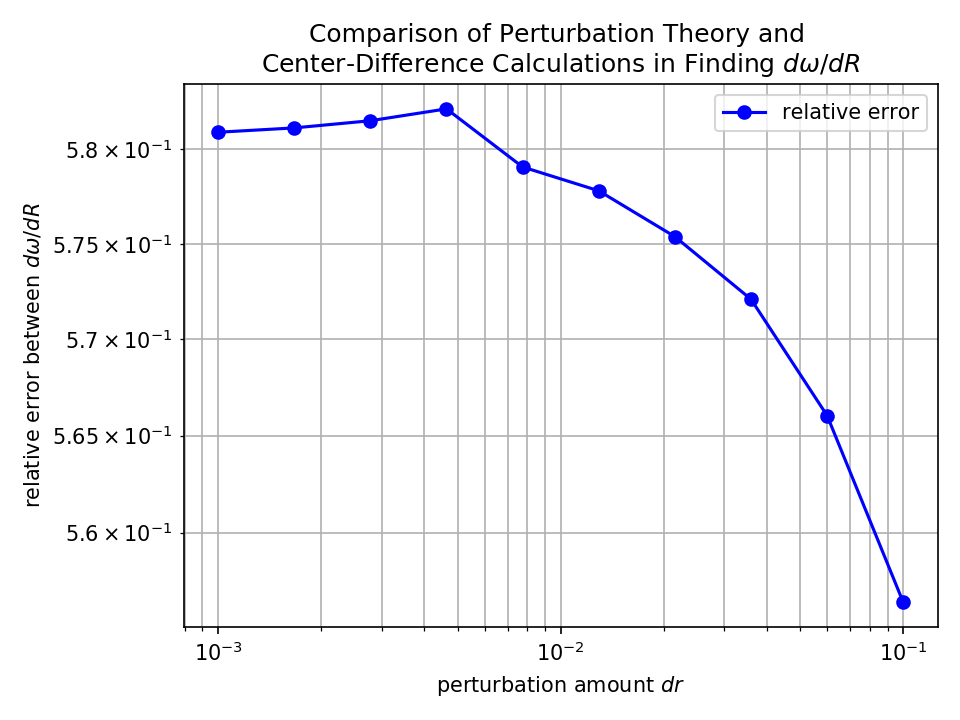 Comparison of Perturbation Theory and
Center-Difference Calculations in Finding dω/dR
relative error
relative error between dω/dR
5.8 × 10⁻¹
5.75 × 10⁻¹
5.7 × 10⁻¹
5.65 × 10⁻¹
5.6 × 10⁻¹
10⁻³
10⁻²
10⁻¹
perturbation amount dr